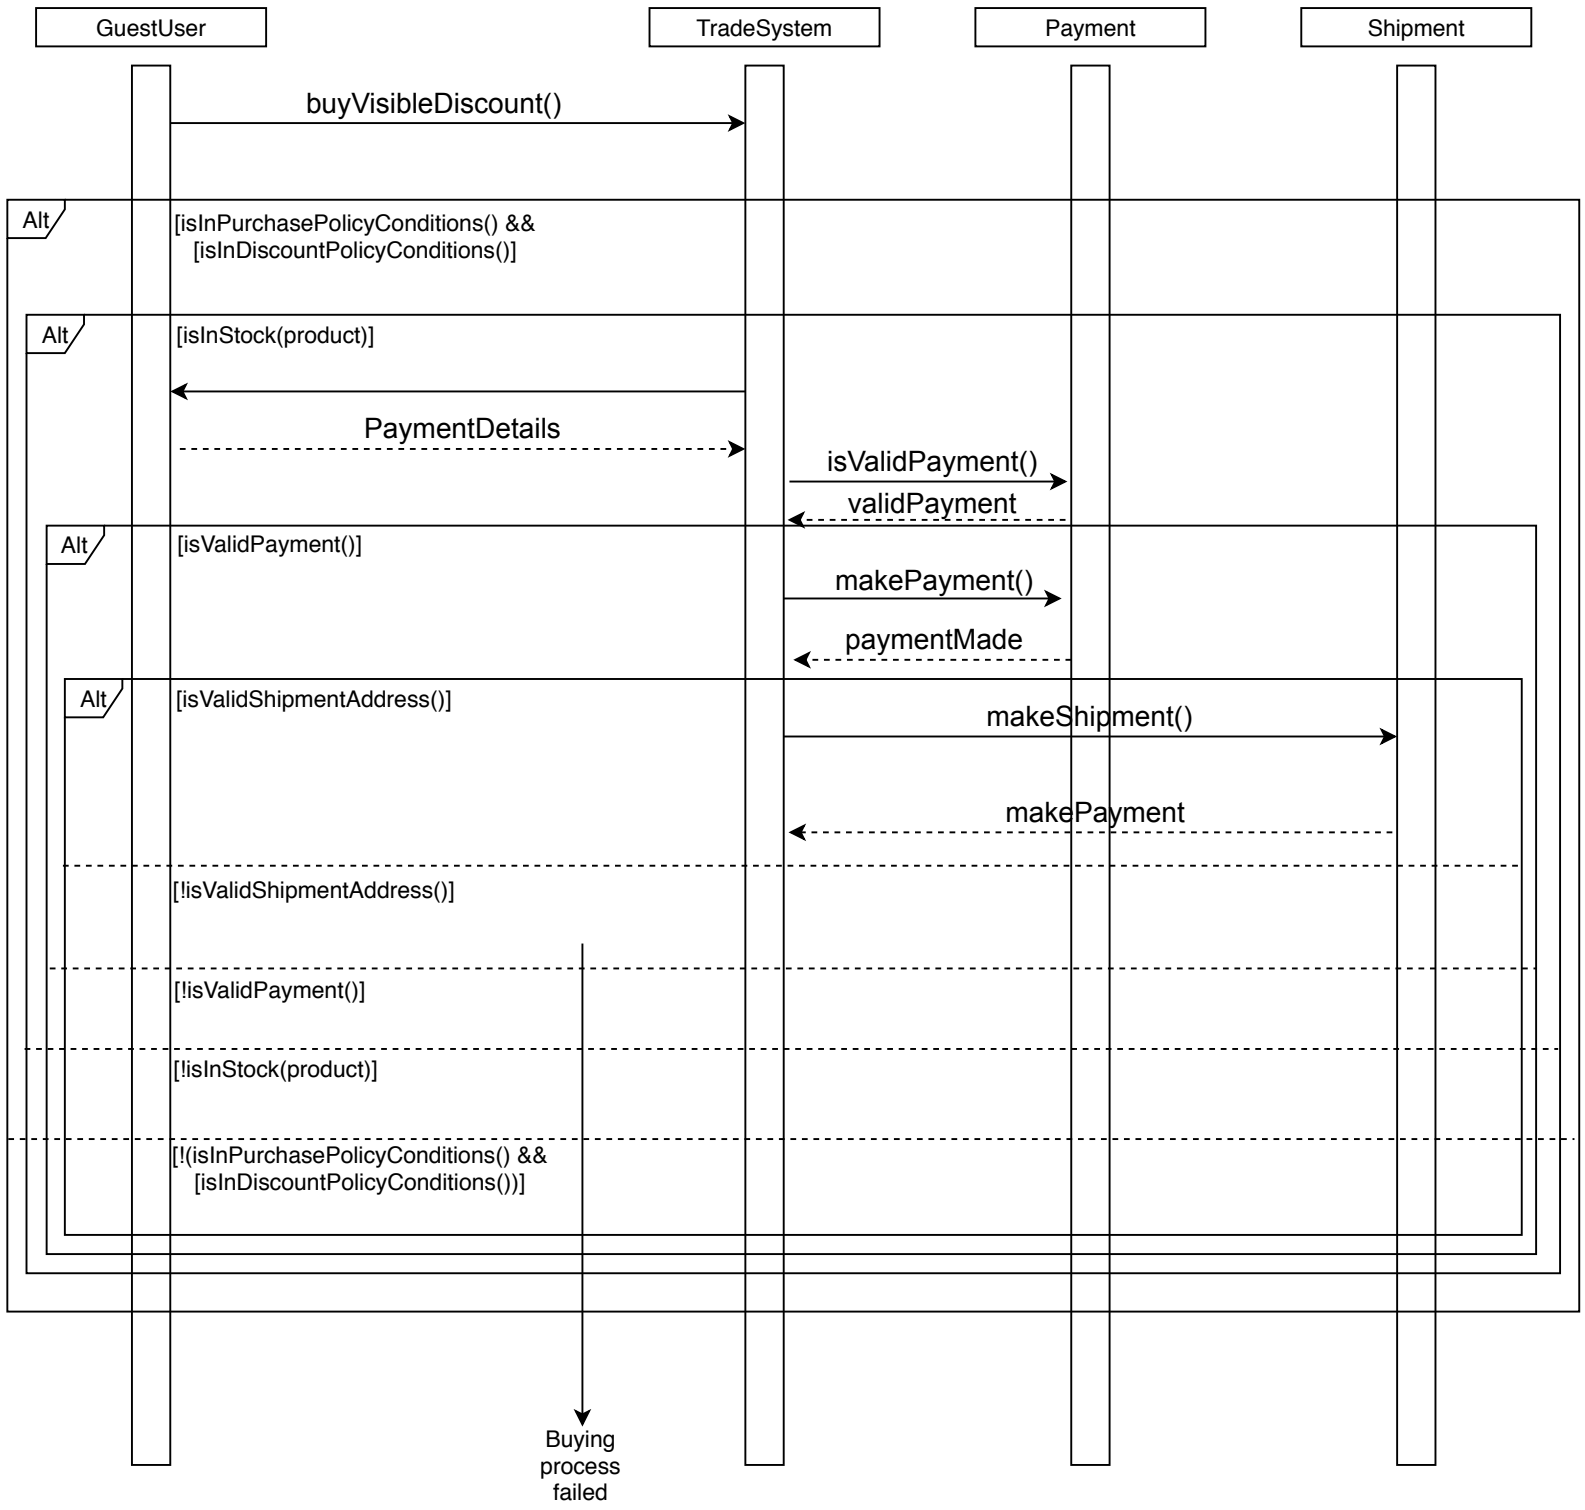 GuestUser
TradeSystem
Payment
Shipment
buyVisibleDiscount()
Alt
[isInPurchasePolicyConditions() &&
[isInDiscountPolicyConditions()]
Alt
[isInStock(product)]
PaymentDetails
isValidPayment()
validPayment
Alt
[isValidPayment()]
makePayment()
paymentMade
Alt
[isValidShipmentAddress()]
makeShipment()
makePayment
[!isValidShipmentAddress()]
[!isValidPayment()]
[!isInStock(product)]
[!(isInPurchasePolicyConditions() &&
[isInDiscountPolicyConditions())]
Buying
process
failed